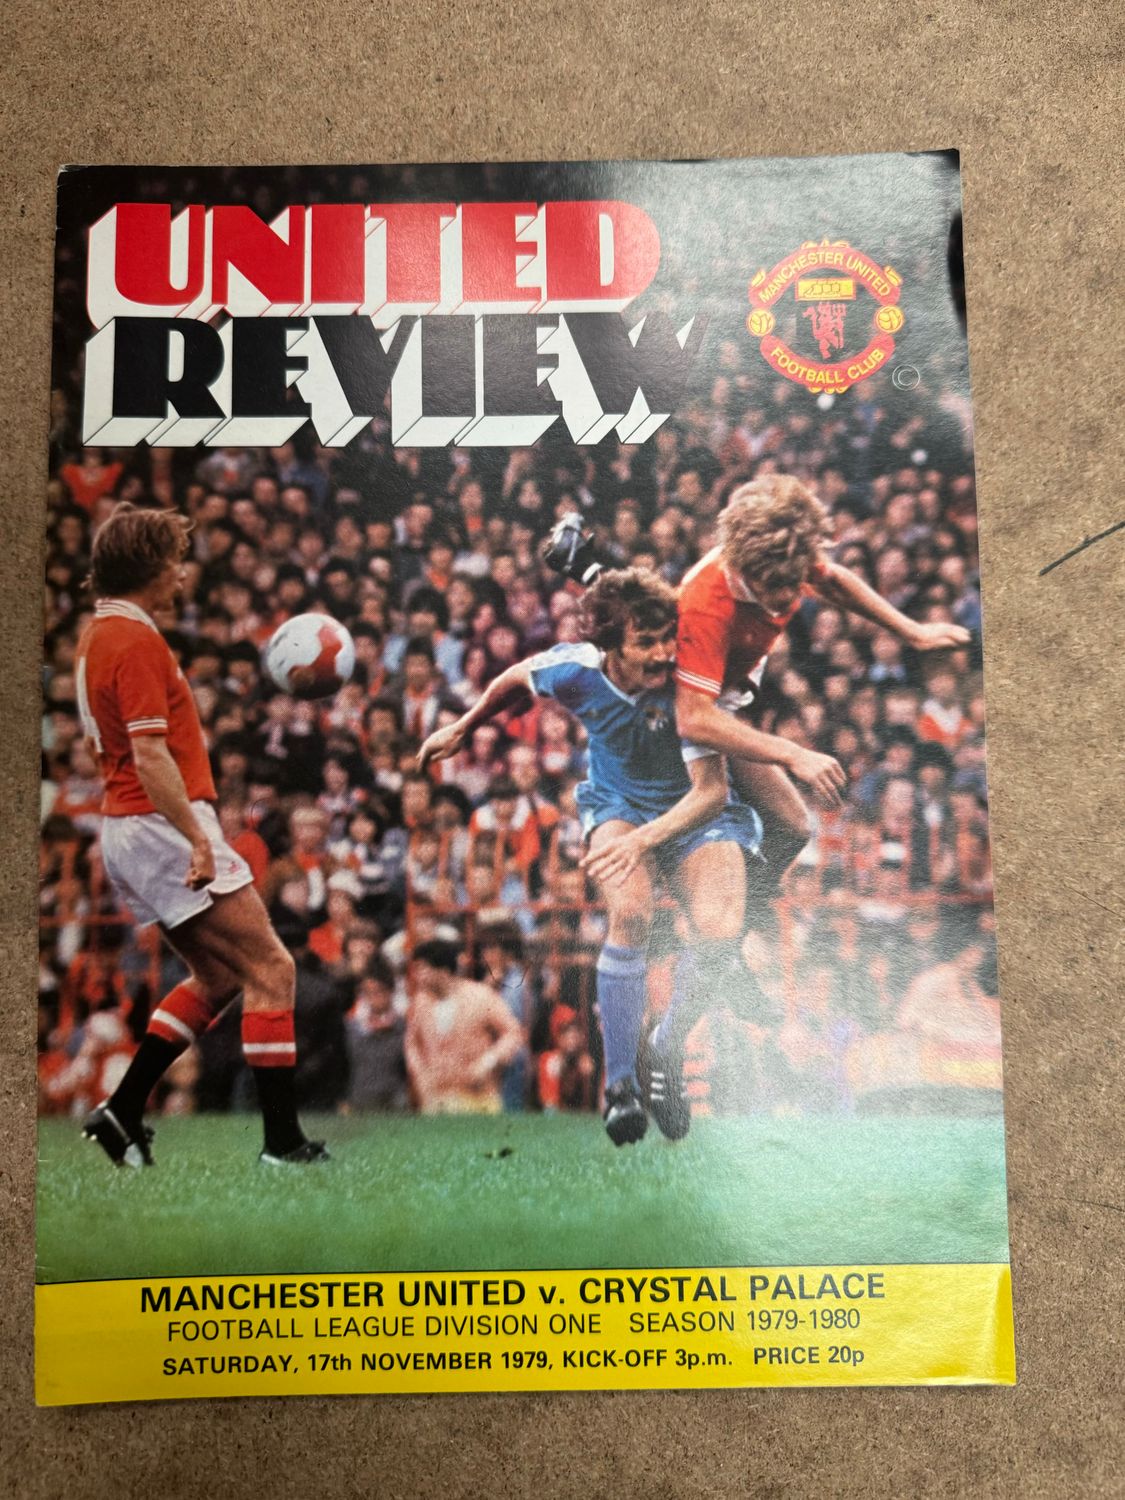 UNITED
REVIEW
MANCHESTER UNITED
FOOTBALL CLUB
©
MANCHESTER UNITED v. CRYSTAL PALACE
FOOTBALL LEAGUE DIVISION ONE SEASON 1979-1980
SATURDAY, 17th NOVEMBER 1979, KICK-OFF 3p.m. PRICE 20p